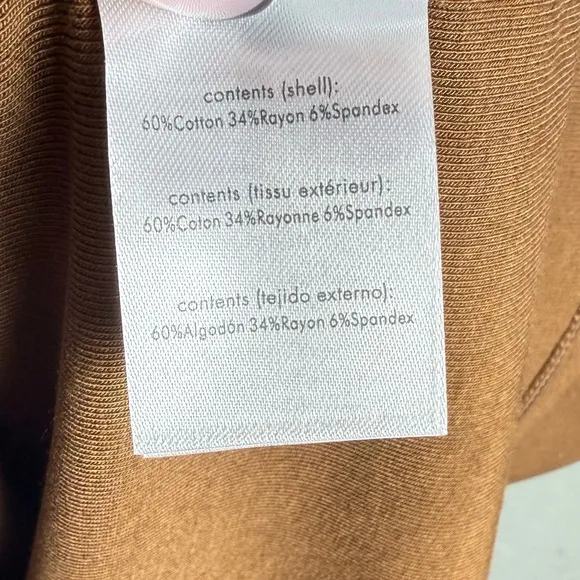 contents (shell):
60%Cotton 34%Rayon 6%Spandex
contents (tissu extérieur):
60%Coton 34%Rayonne 6%Spandex
contents (tejido externo):
60%Algodón 34%Rayon 6%Spandex